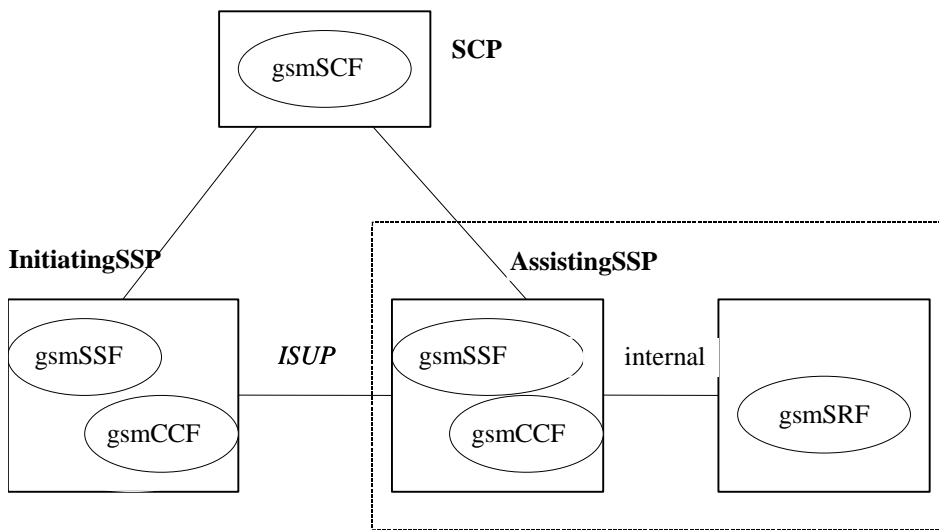 gsmSCF
SCP
InitiatingSSP
AssistingSSP
gsmSSF
ISUP
gsmSSF
internal
gsmCCF
gsmCCF
gsmSRF